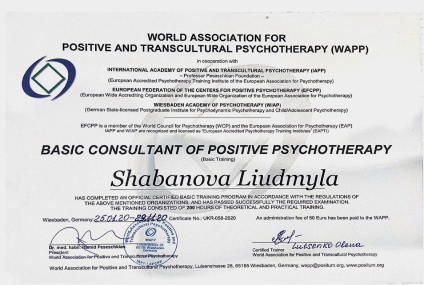 WORLD ASSOCIATION FOR
POSITIVE AND TRANSCULTURAL PSYCHOTHERAPY (WAPP)
in cooperation with
INTERNATIONAL ACADEMY OF POSITIVE AND TRANSCULTURAL PSYCHOTHERAPY (IAPP)
– Professor Peseschkian Foundation –
(European Accredited Psychotherapy Training Institute of the European Association for Psychotherapy)
EUROPEAN FEDERATION OF THE CENTERS FOR POSITIVE PSYCHOTHERAPY (EFCPP)
(European Wide Accrediting Organization and European Wide Organization of the European Association for Psychotherapy)
WIESBADEN ACADEMY OF PSYCHOTHERAPY (WIAP)
(German State-licensed Postgraduate Institute for Psychodynamic Psychotherapy and Child/Adolescent Psychotherapy)
EFCPP is a member of the World Council for Psychotherapy (WCP) and the European Association for Psychotherapy (EAP)
IAPP and WIAP are recognized and licensed as "European Accredited Psychotherapy Training Institutes" (EAPTI)
BASIC CONSULTANT OF POSITIVE PSYCHOTHERAPY
(Basic Training)
Shabanova Liudmyla
HAS COMPLETED AN OFFICIAL CERTIFIED BASIC TRAINING PROGRAM IN ACCORDANCE WITH THE REGULATIONS OF
THE ABOVE MENTIONED ORGANIZATIONS, AND HAS PASSED SUCCESSFULLY THE REQUIRED EXAMINATION.
THE TRAINING CONSISTED OF 200 HOURS OF THEORETICAL AND PRACTICAL TRAINING.
Wiesbaden, Germany 25.01.20- Certificate No.: UKR-058-2020 An administration fee of 50 Euro has been paid to the WAPP.
Dr. med. habil. Hamid Peseschkian
Lutsenko Olena
President
Certified Trainer
World Association for Positive and Transcultural Psychotherapy
World Association for Positive and Transcultural Psychotherapy
World Association for Positive and Transcultural Psychotherapy, Luisenstrasse 28, 65185 Wiesbaden, Germany, wapp@positum.org, www.positum.org